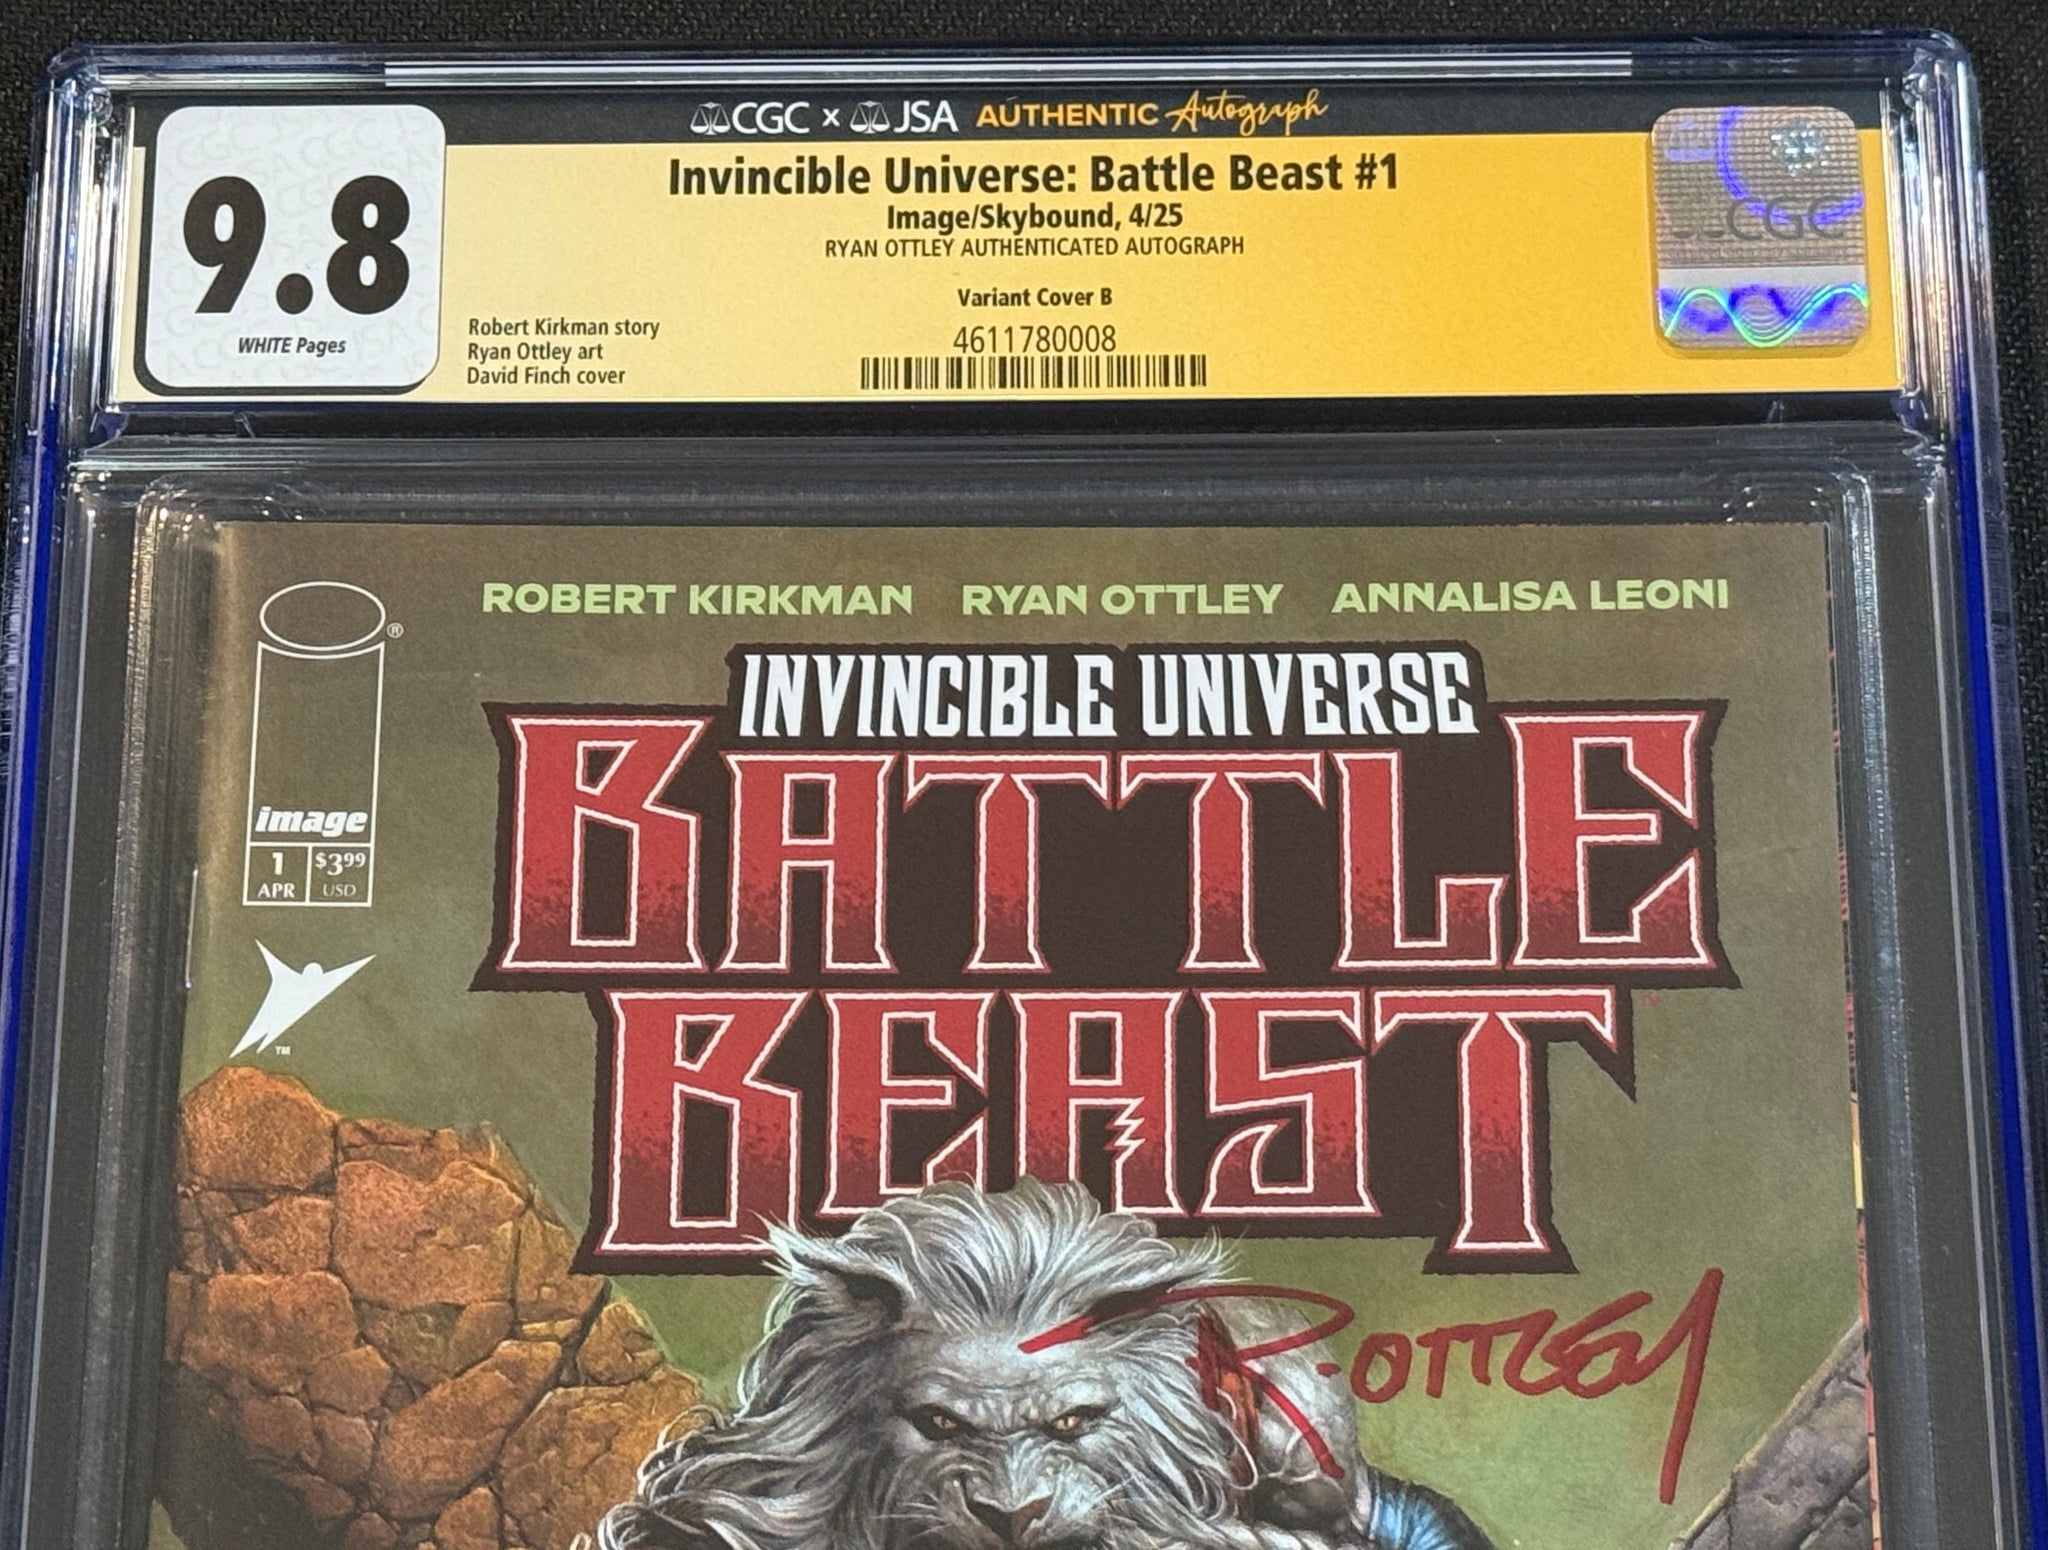 CGC x JSA AUTHENTIC Autograph
9.8
WHITE Pages
Invincible Universe: Battle Beast #1
Image/Skybound, 4/25
RYAN OTTLEY AUTHENTICATED AUTOGRAPH
Variant Cover B
4611780008
Robert Kirkman story
Ryan Ottley art
David Finch cover
CGC
ROBERT KIRKMAN RYAN OTTLEY ANNALISA LEONI
INVINCIBLE UNIVERSE
BATTLE
BEAST
TM
®
image
1 $3.99
APR USD
TM
R. OTTLEY